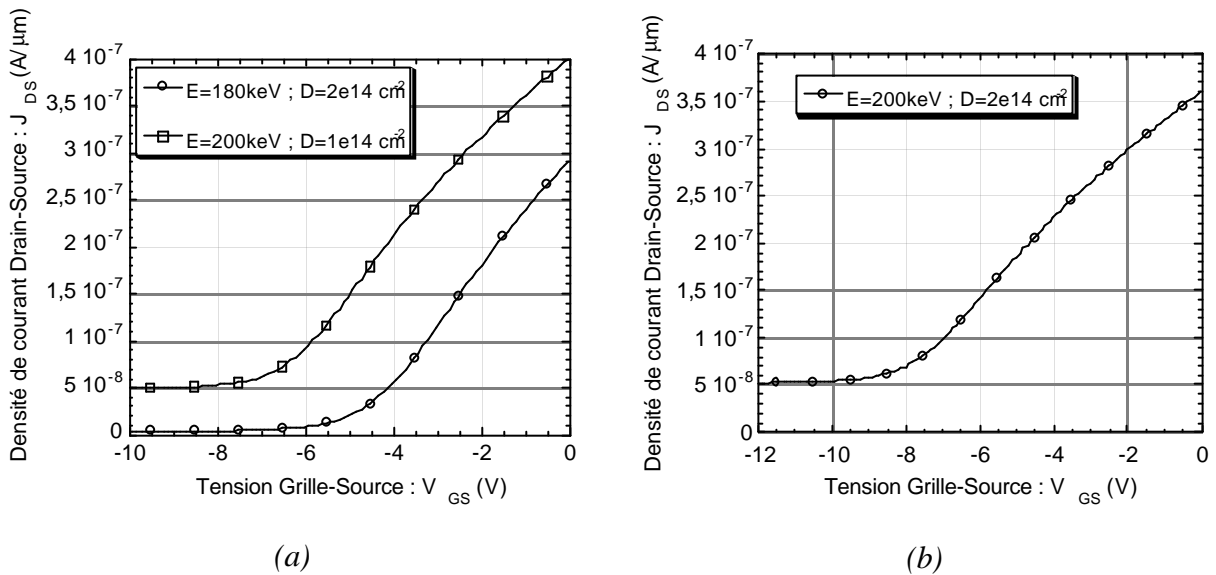 Densité de courant Drain-Source : J DS (A/µm)
4 10-7
3,5 10-7
3 10-7
2,5 10-7
2 10-7
1,5 10-7
1 10-7
5 10-8
0
E=180keV ; D=2e14 cm-2
E=200keV ; D=1e14 cm-2
-10 -8 -6 -4 -2 0
Tension Grille-Source : V GS (V)
(a)
Densité de courant Drain-Source : J DS (A/µm)
4 10-7
3,5 10-7
3 10-7
2,5 10-7
2 10-7
1,5 10-7
1 10-7
5 10-8
0
E=200keV ; D=2e14 cm-2
-12 -10 -8 -6 -4 -2 0
Tension Grille-Source : V GS (V)
(b)